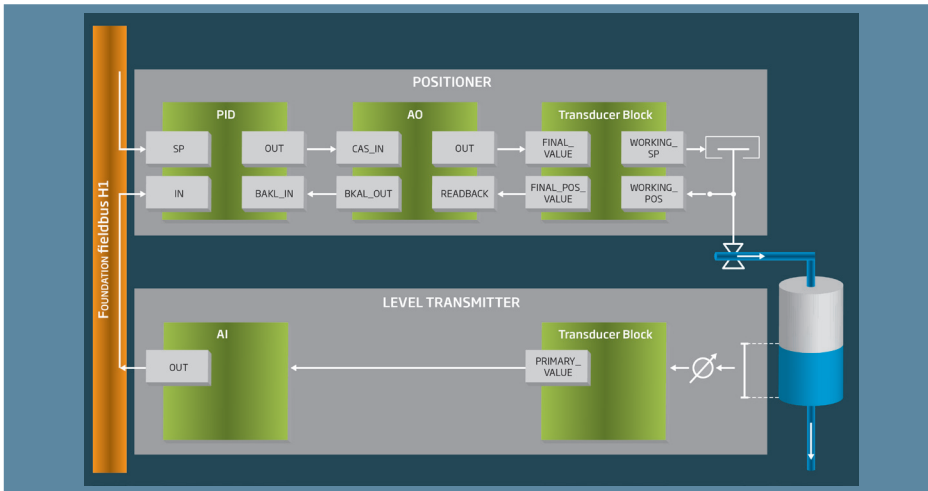 FOUNDATION fieldbus H1
POSITIONER
PID
AO
Transducer Block
SP
OUT
CAS_IN
OUT
FINAL_
VALUE
WORKING_
SP
IN
BAKL_IN
BKAL_OUT
READBACK
FINAL_POS_
VALUE
WORKING_
POS
LEVEL TRANSMITTER
AI
Transducer Block
OUT
PRIMARY_
VALUE